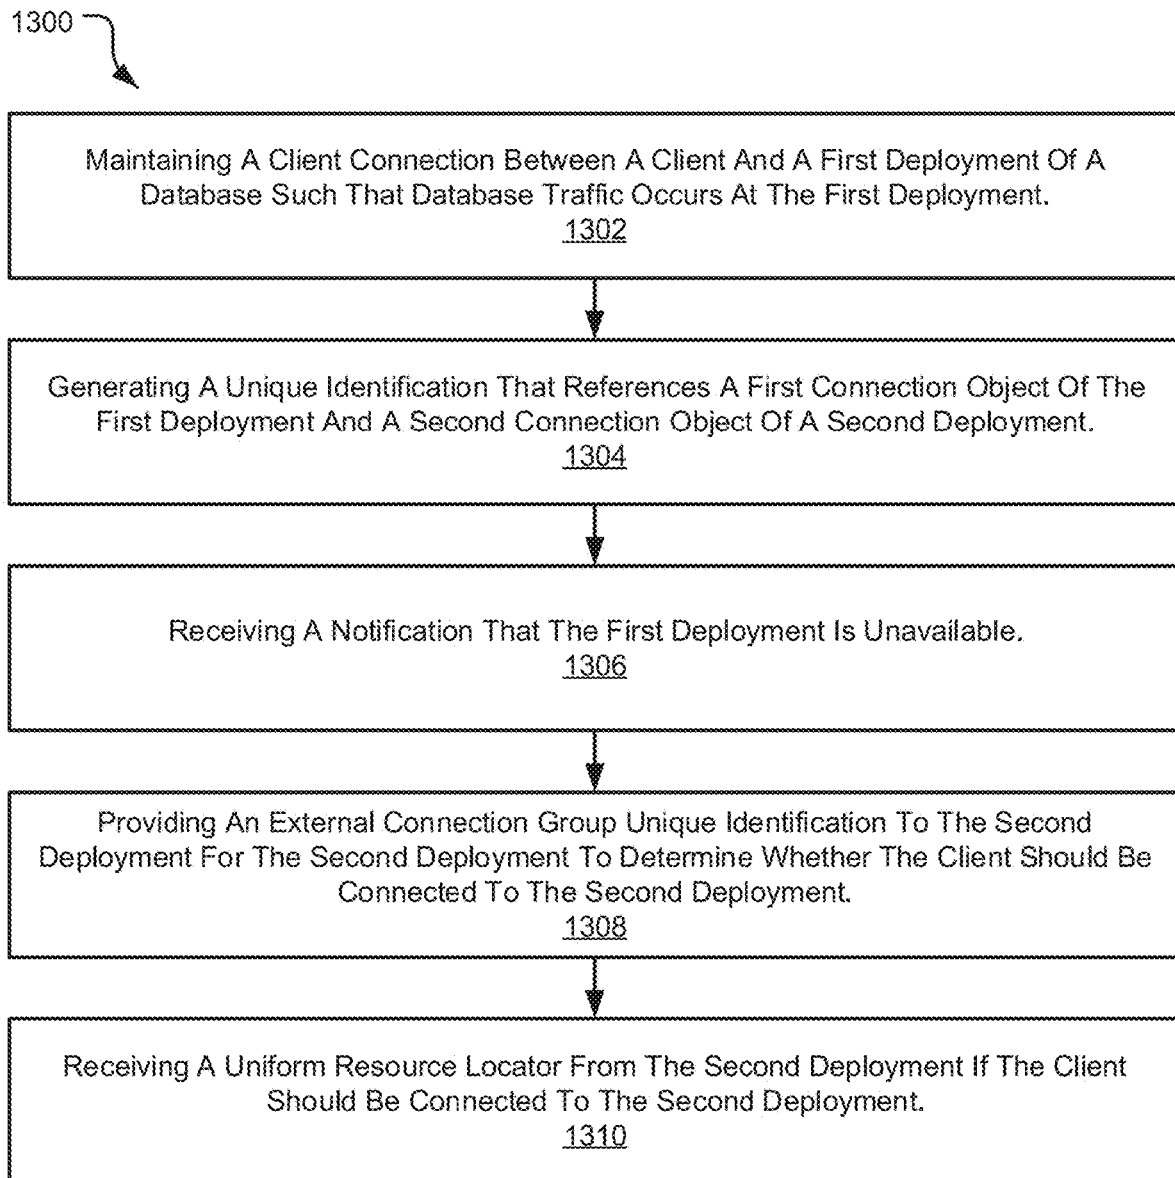 1300
Maintaining A Client Connection Between A Client And A First Deployment Of A
Database Such That Database Traffic Occurs At The First Deployment.
1302
Generating A Unique Identification That References A First Connection Object Of The
First Deployment And A Second Connection Object Of A Second Deployment.
1304
Receiving A Notification That The First Deployment Is Unavailable.
1306
Providing An External Connection Group Unique Identification To The Second
Deployment For The Second Deployment To Determine Whether The Client Should Be
Connected To The Second Deployment.
1308
Receiving A Uniform Resource Locator From The Second Deployment If The Client
Should Be Connected To The Second Deployment.
1310